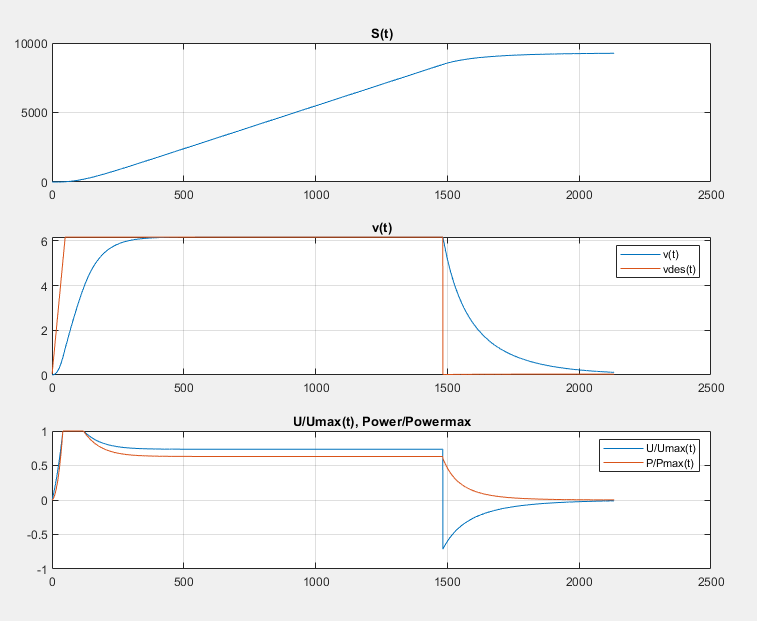 S(t)
10000
5000
0
0 500 1000 1500 2000 2500
v(t)
6
4
2
0
v(t)
vdes(t)
0 500 1000 1500 2000 2500
U/Umax(t), Power/Powermax
1
0.5
0
-0.5
-1
U/Umax(t)
P/Pmax(t)
0 500 1000 1500 2000 2500